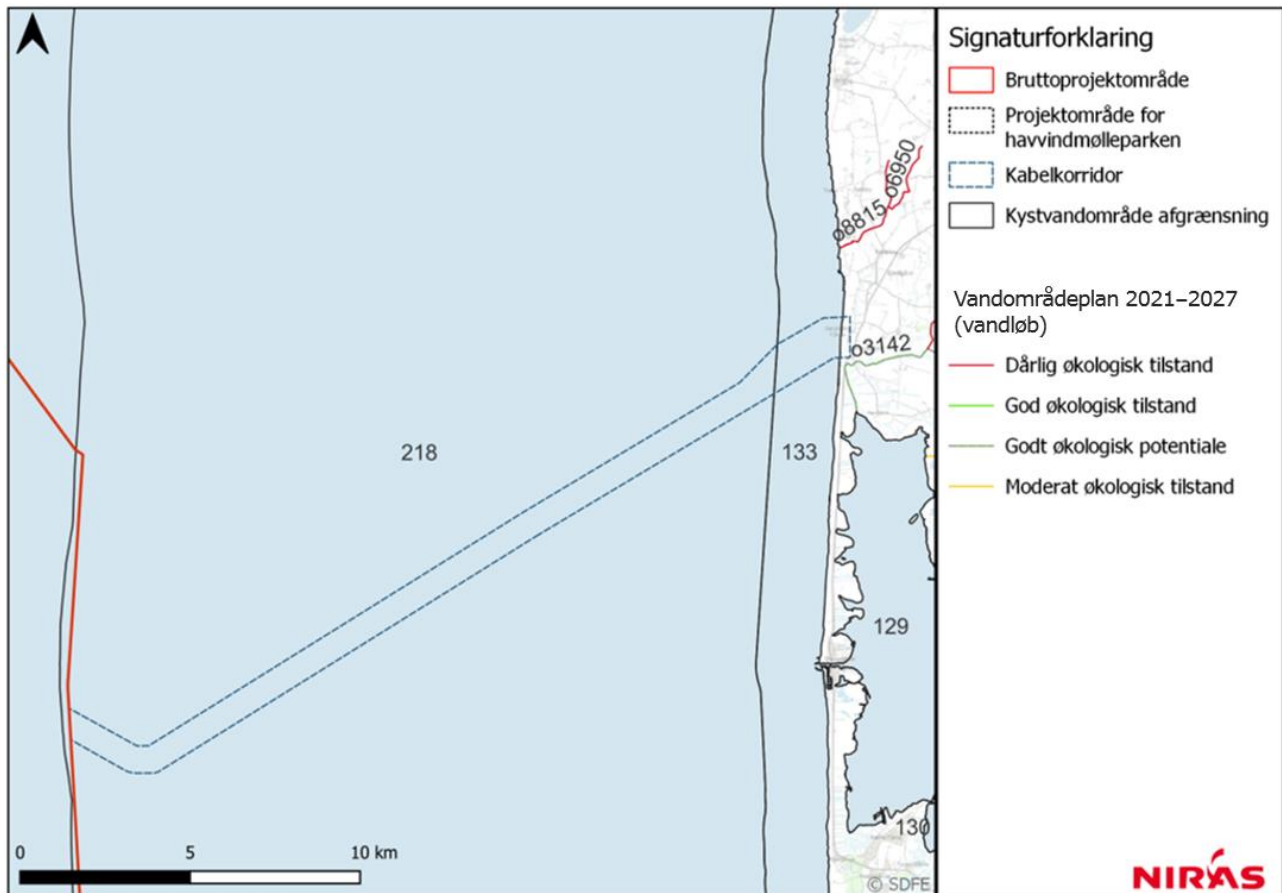 Signaturforklaring
Bruttoprojektområde
Projektområde for
havvindmølleparken
Kabelkorridor
Kystvandområde afgrænsning
Vandområdeplan 2021–2027
(vandløb)
Dårlig økologisk tilstand
God økologisk tilstand
Godt økologisk potentiale
Moderat økologisk tilstand
o6950
o8815
o3142
218
133
129
130
0
5
10 km
© SDFE
NIRAS